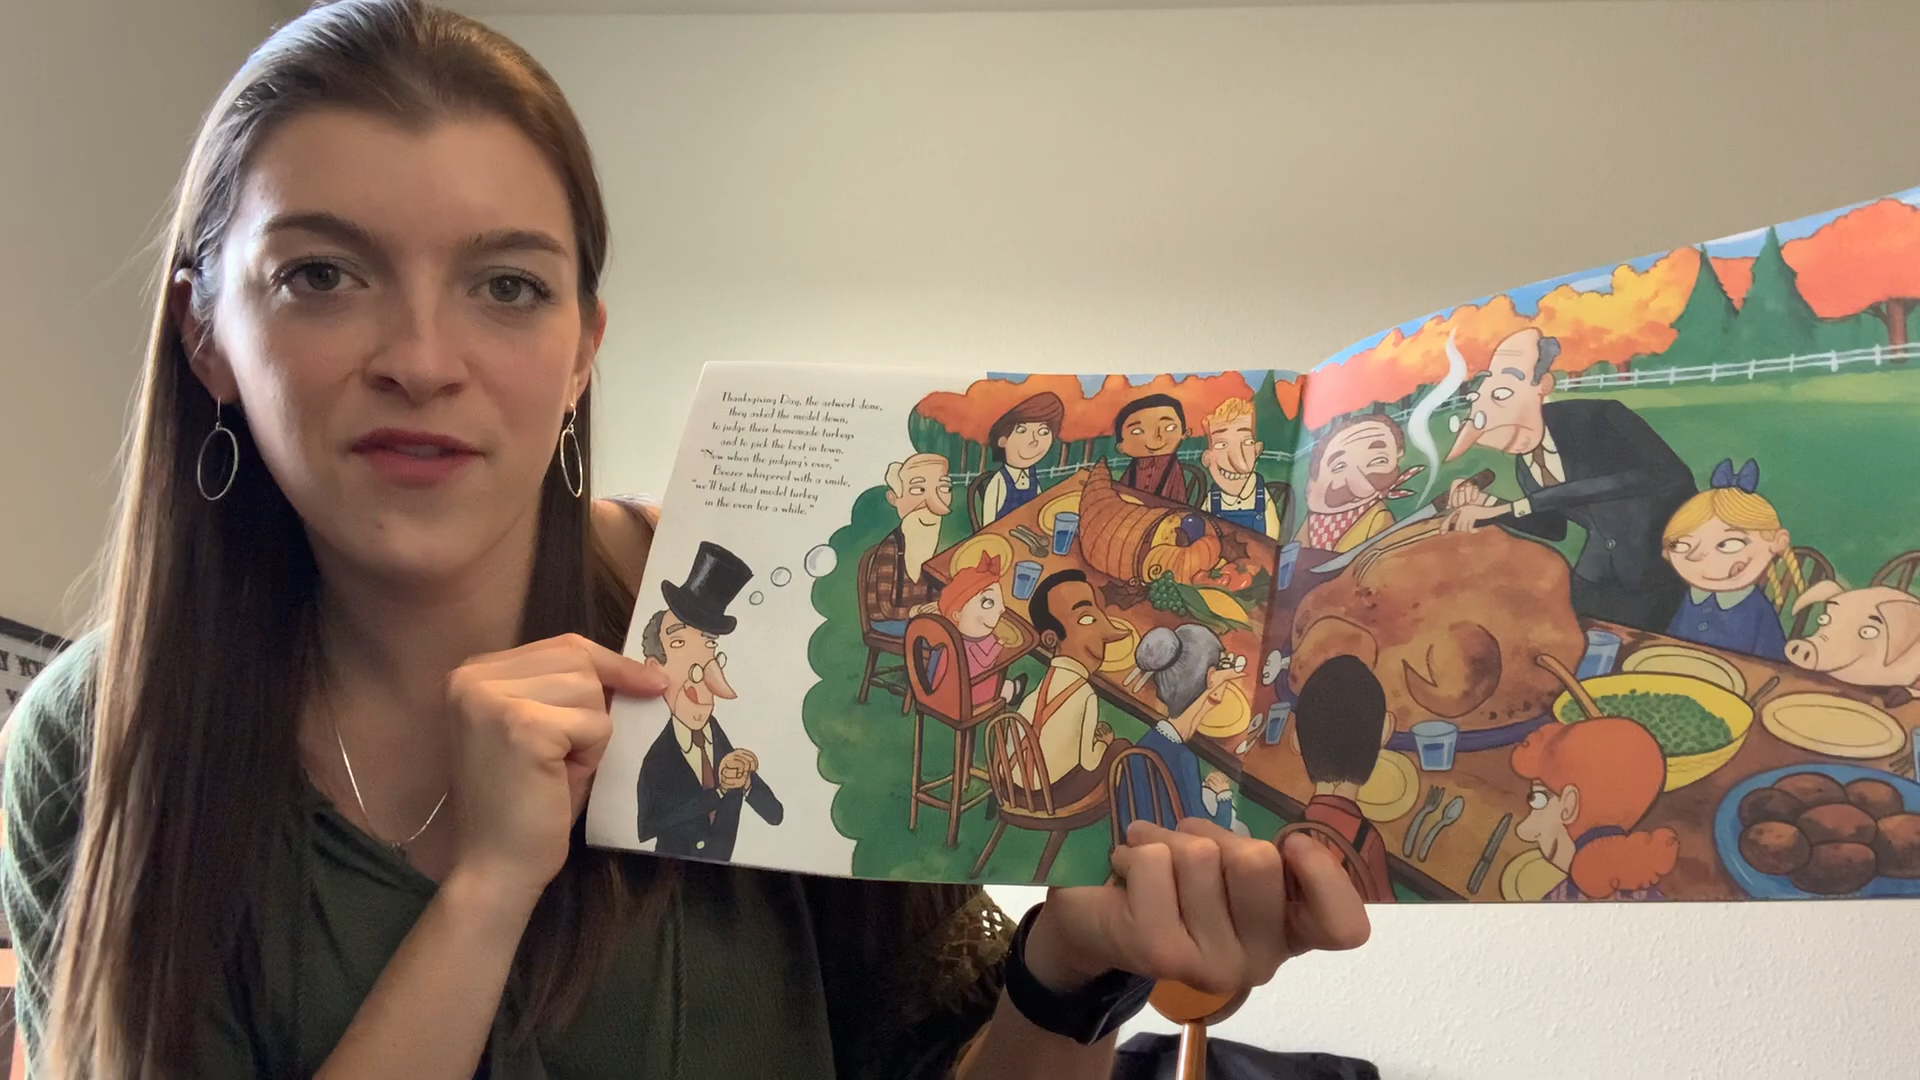 Thanksgiving Day, the artwork done,
they asked the model down,
to judge their homemade turkeys
and to pick the best in town.
"Now when the judging's over,"
Beezer whispered with a smile,
"we'll tuck that model turkey
in the oven for a while."